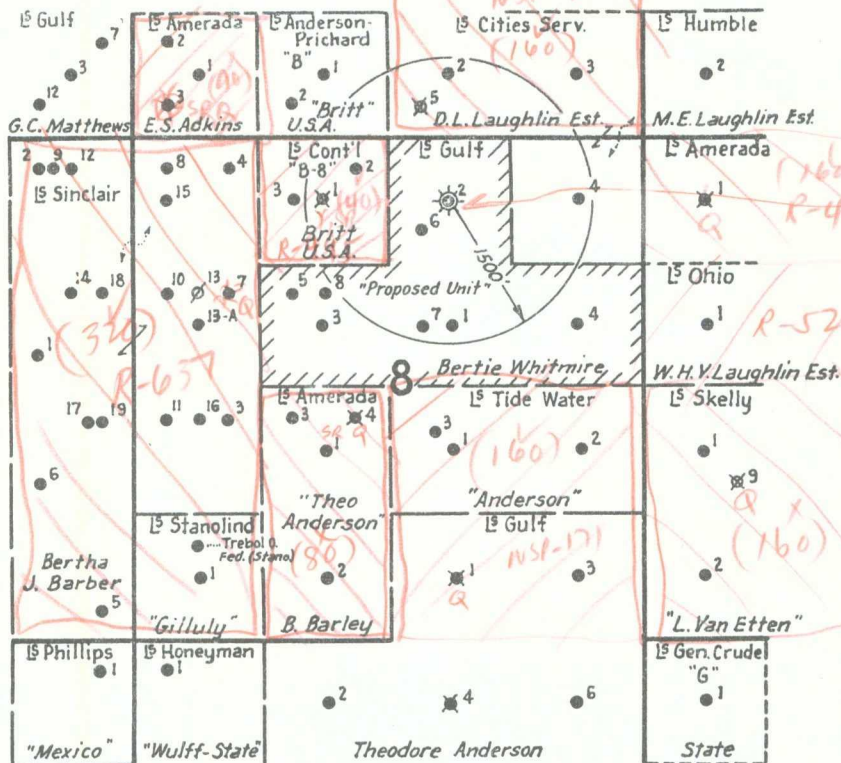 Ls Gulf
7
3
12
G.C. Matthews
Ls Amerada
2
1
3
(40)
E.S. Adkins
Ls Anderson-
Prichard
"B"
1
2
"Britt"
U.S.A.
Ls Cities Serv.
(160)
2
3
5
D.L. Laughlin Est.
Ls Humble
2
M.E. Laughlin Est.
2 9 12
Ls Sinclair
8
4
15
14
18
10
13
7
13-A
Q
1
(320)
R-637
17
19
11
16
3
6
Bertha
J. Barber
5
Ls Cont'l
"B-8"
2
3
1
(40)
Britt
U.S.A.
Ls Gulf
2
6
1500'
4
5
8
"Proposed Unit"
3
7
1
4
Bertie Whitmire
8
Ls Amerada
1
Q
(160
R-4
Ls Ohio
1
R-52
W.H.V. Laughlin Est.
Ls Amerada
3
4
Q
1
"Theo
Anderson"
(80)
2
B. Barley
Ls Tide Water
3
1
2
(160)
"Anderson"
Ls Gulf
NSP-171
1
Q
3
Ls Skelly
1
9
Q
(160)
2
"L. Van Etten"
Ls Stanolind
Trebol O.
Fed. (Stano.)
1
"Gilluly"
Ls Phillips
1
"Mexico"
Ls Honeyman
1
"Wulff-State"
2
4
6
Theodore Anderson
Ls Gen. Crude
"G"
1
State